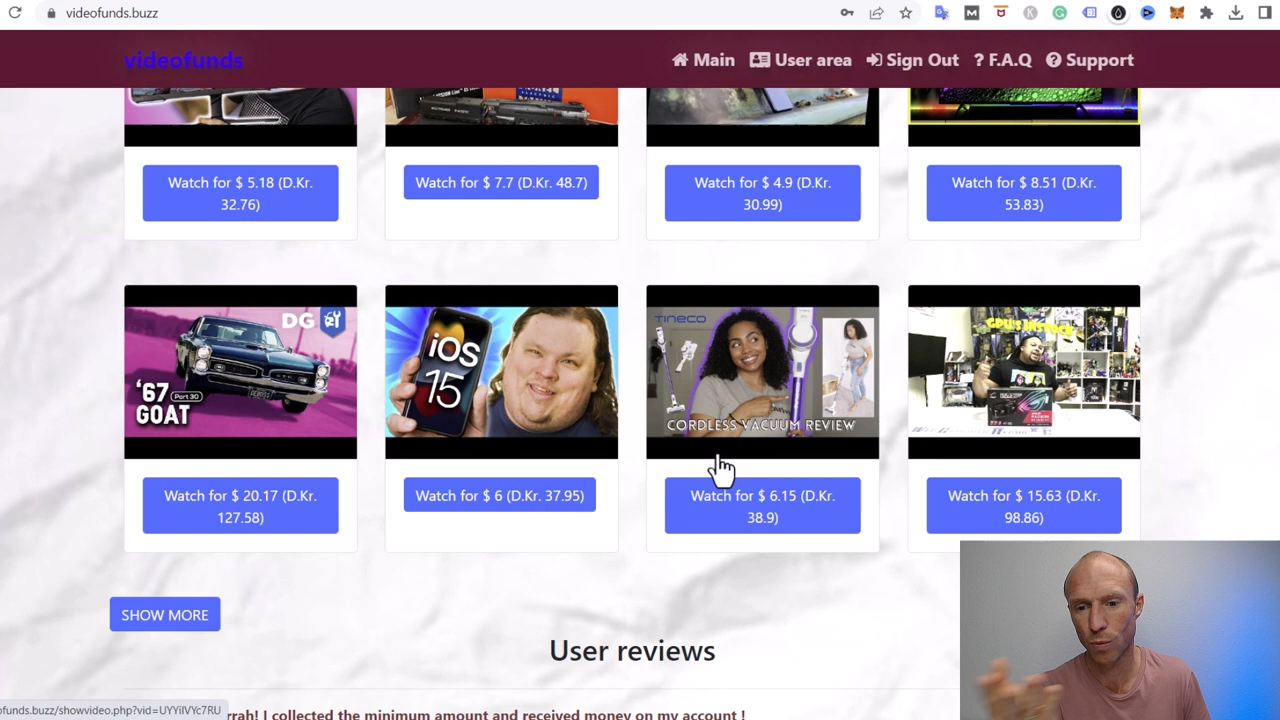 videofunds.buzz
videofunds
Main
User area
Sign Out
? F.A.Q
Support
Watch for $ 5.18 (D.Kr.
32.76)
Watch for $ 7.7 (D.Kr. 48.7)
Watch for $ 4.9 (D.Kr.
30.99)
Watch for $ 8.51 (D.Kr.
53.83)
DG
'67
Part 30
GOAT
iOS
15
TINECO
CORDLESS VACUUM REVIEW
GPU'S INSTOCK
Watch for $ 20.17 (D.Kr.
127.58)
Watch for $ 6 (D.Kr. 37.95)
Watch for $ 6.15 (D.Kr.
38.9)
Watch for $ 15.63 (D.Kr.
98.86)
SHOW MORE
User reviews
ofunds.buzz/showvideo.php?vid=UYYilVYc7RU
rrah! I collected the minimum amount and received money on my account !